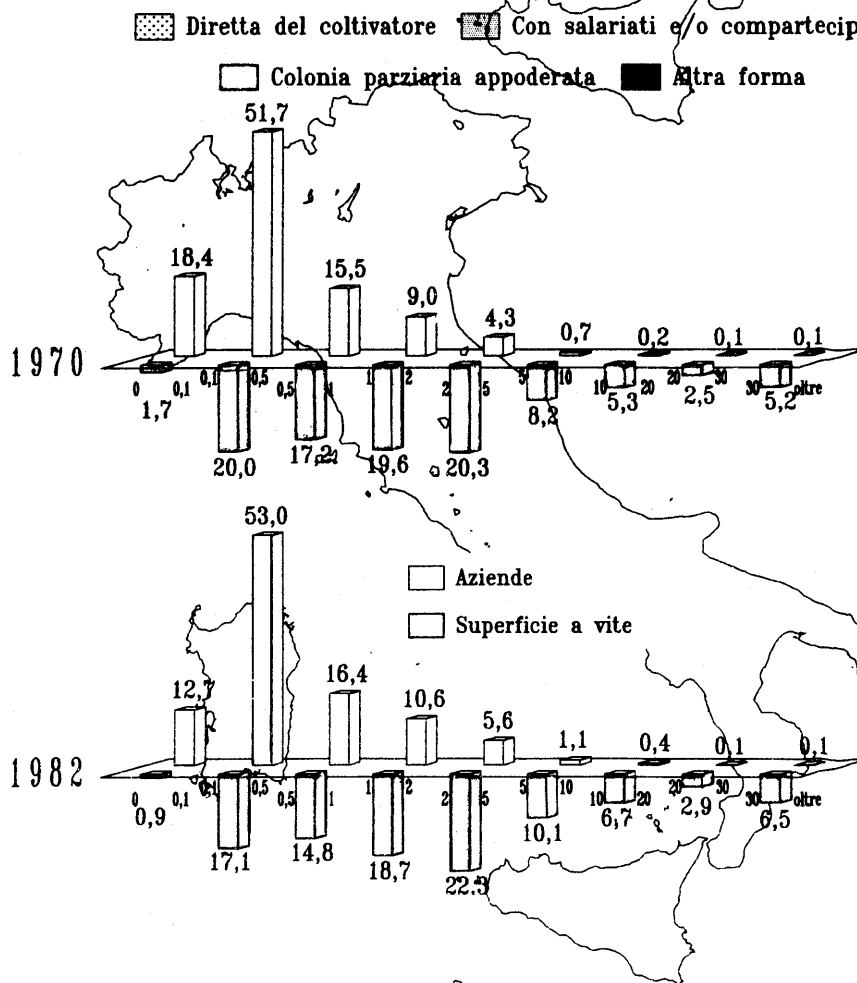 Diretta del coltivatore Con salariati e/o compartecip
Colonia parziaria appoderata Altra forma
51,7
18,4 15,5 9,0 4,3 0,7 0,2 0,1 0,1
1970
0 0,1 0,1 0,5 0,5 1 1 2 2 5 5 10 10 20 20 30 30 oltre
1,7 20,0 17,2 19,6 20,3 8,2 5,3 2,5 5,2
53,0
Aziende
Superficie a vite
12,7 16,4 10,6 5,6 1,1 0,4 0,1 0,1
1982
0 0,1 0,1 0,5 0,5 1 1 2 2 5 5 10 10 20 20 30 30 oltre
0,9 17,1 14,8 18,7 22.3 10,1 6,7 2,9 6,5